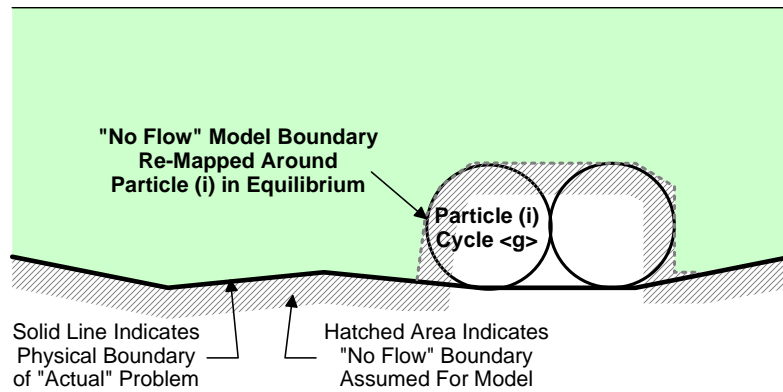 "No Flow" Model Boundary
Re-Mapped Around
Particle (i) in Equilibrium
Particle (i)
Cycle <g>
Solid Line Indicates
Physical Boundary
of "Actual" Problem
Hatched Area Indicates
"No Flow" Boundary
Assumed For Model